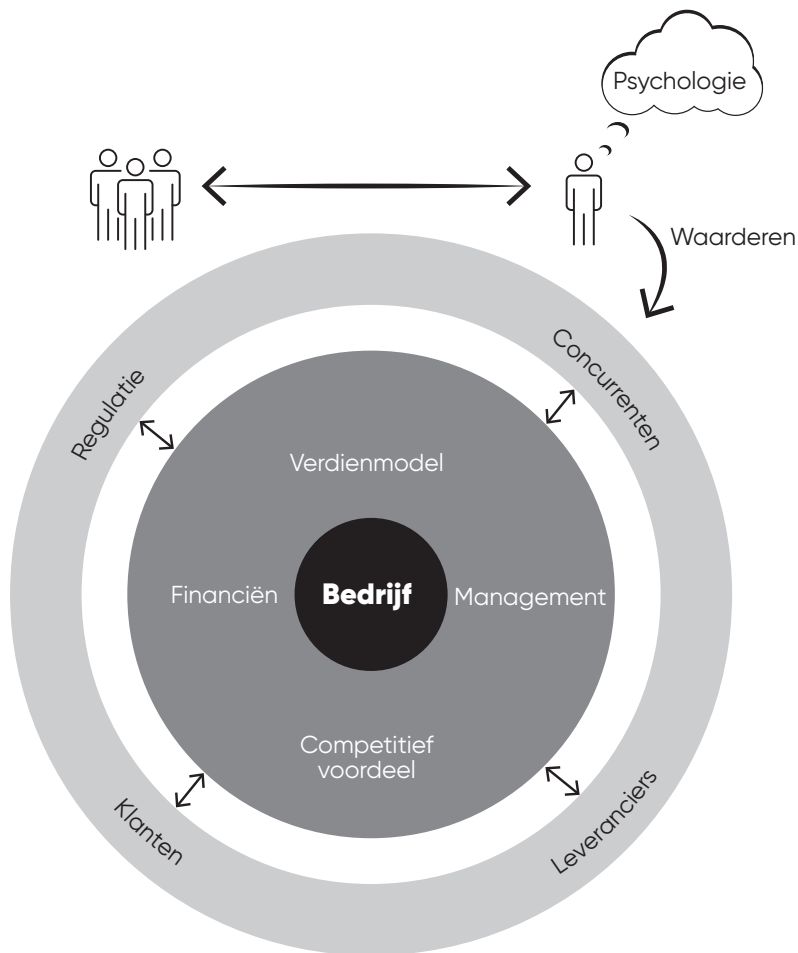 Psychologie
Waarderen
Regulatie
Concurrenten
Verdienmodel
Financiën
Bedrijf
Management
Competitief
voordeel
Klanten
Leveranciers